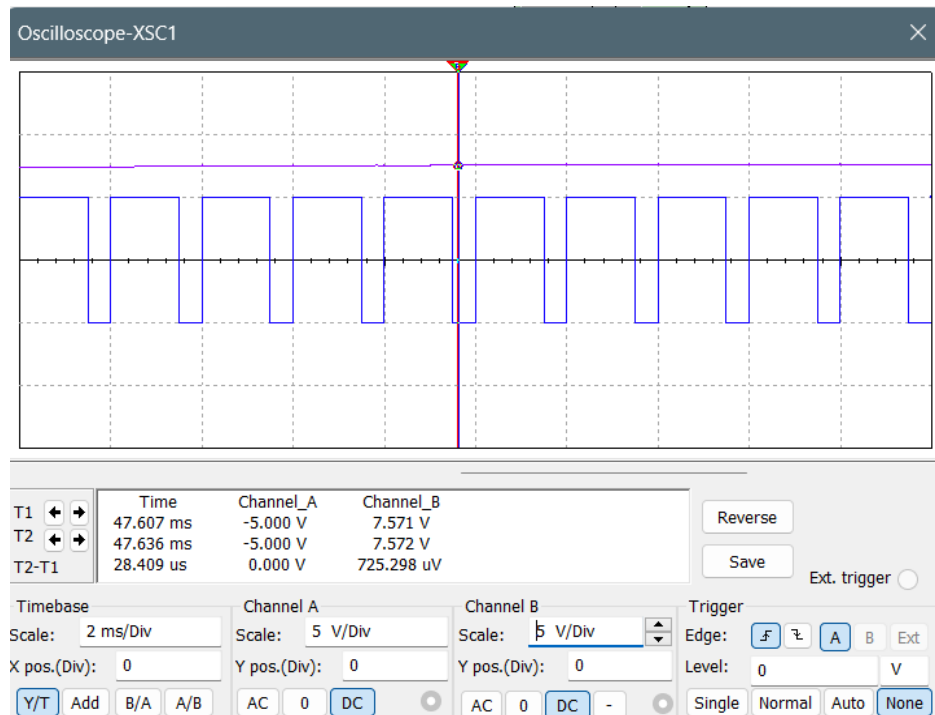 Oscilloscope-XSC1
Time Channel_A Channel_B
T1 47.607 ms -5.000 V 7.571 V
T2 47.636 ms -5.000 V 7.572 V
T2-T1 28.409 us 0.000 V 725.298 uV
Reverse
Save
Ext. trigger
Timebase
Scale: 2 ms/Div
X pos.(Div): 0
Y/T Add B/A A/B
Channel A
Scale: 5 V/Div
Y pos.(Div): 0
AC 0 DC
Channel B
Scale: 5 V/Div
Y pos.(Div): 0
AC 0 DC -
Trigger
Edge: A B Ext
Level: 0 V
Single Normal Auto None